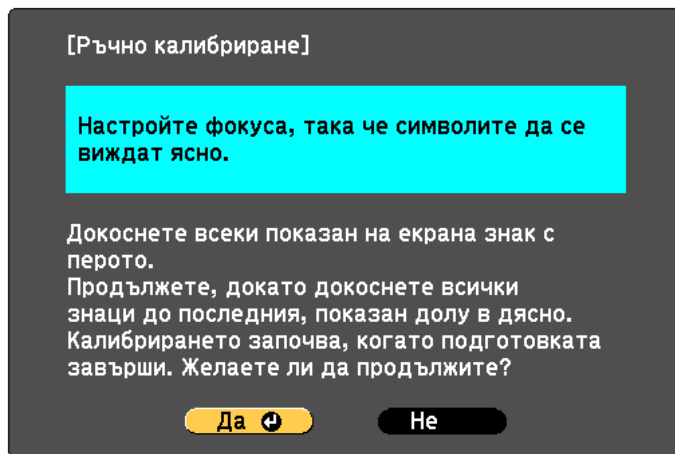 [Ръчно калибриране]
Настройте фокуса, така че символите да се
виждат ясно.
Докоснете всеки показан на екрана знак с
перото.
Продължете, докато докоснете всички
знаци до последния, показан долу в дясно.
Калибрирането започва, когато подготовката
завърши. Желаете ли да продължите?
Да
Не